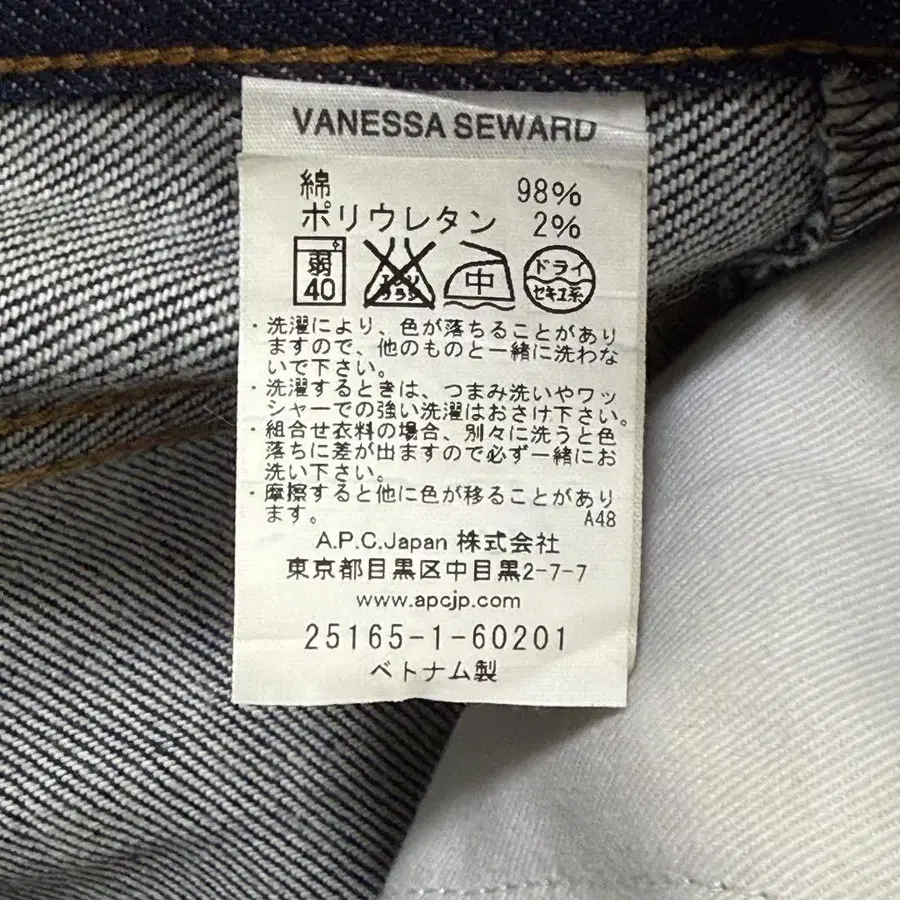 VANESSA SEWARD
綿 98%
ポリウレタン 2%
弱 中 ドライ
40 エンソ セキユ系
サラシ
・洗濯により、色が落ちることがあり
ますので、他のものと一緒に洗わな
いで下さい。
・洗濯するときは、つまみ洗いやワッ
シャーでの強い洗濯はおさけ下さい。
・組合せ衣料の場合、別々に洗うと色
落ちに差が出ますので必ず一緒にお
洗い下さい。
・摩擦すると他に色が移ることがあり
ます。 A48
A.P.C.Japan 株式会社
東京都目黒区中目黒2-7-7
www.apcjp.com
25165-1-60201
ベトナム製